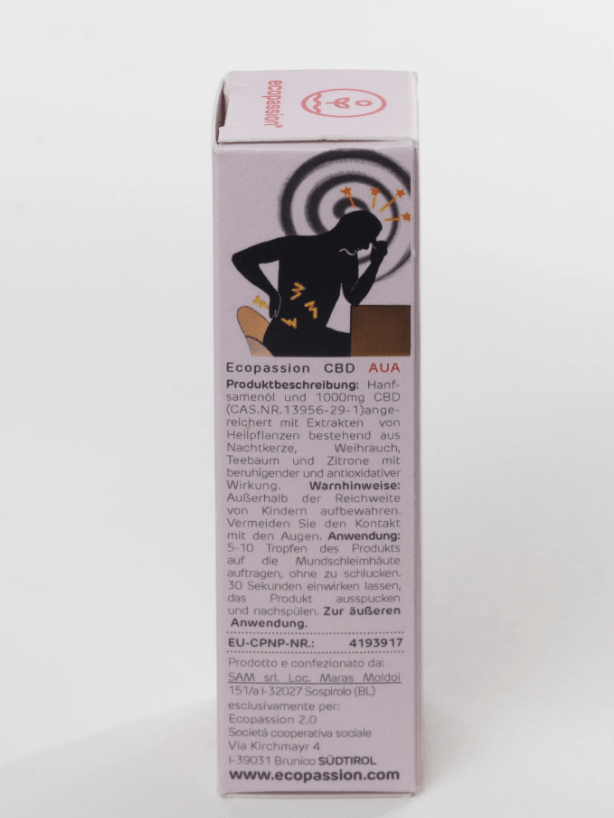 ecopassion®
Ecopassion CBD AUA
Produktbeschreibung: Hanf-
samenöl und 1000mg CBD
(CAS.NR.13956-29-1)ange-
reichert mit Extrakten von
Heilpflanzen bestehend aus
Nachtkerze, Weihrauch,
Teebaum und Zitrone mit
beruhigender und antioxidativer
Wirkung. Warnhinweise:
Außerhalb der Reichweite
von Kindern aufbewahren.
Vermeiden Sie den Kontakt
mit den Augen. Anwendung:
5-10 Tropfen des Produkts
auf die Mundschleimhäute
auftragen, ohne zu schlucken.
30 Sekunden einwirken lassen,
das Produkt ausspucken
und nachspülen. Zur äußeren
Anwendung.
EU-CPNP-NR.: 4193917
Prodotto e confezionato da:
SAM srl. Loc. Maras Moldoi
151/a I-32027 Sospirolo (BL)
esclusivamente per:
Ecopassion 2.0
Societá cooperativa sociale
Via Kirchmayr 4
I-39031 Brunico SÜDTIROL
www.ecopassion.com